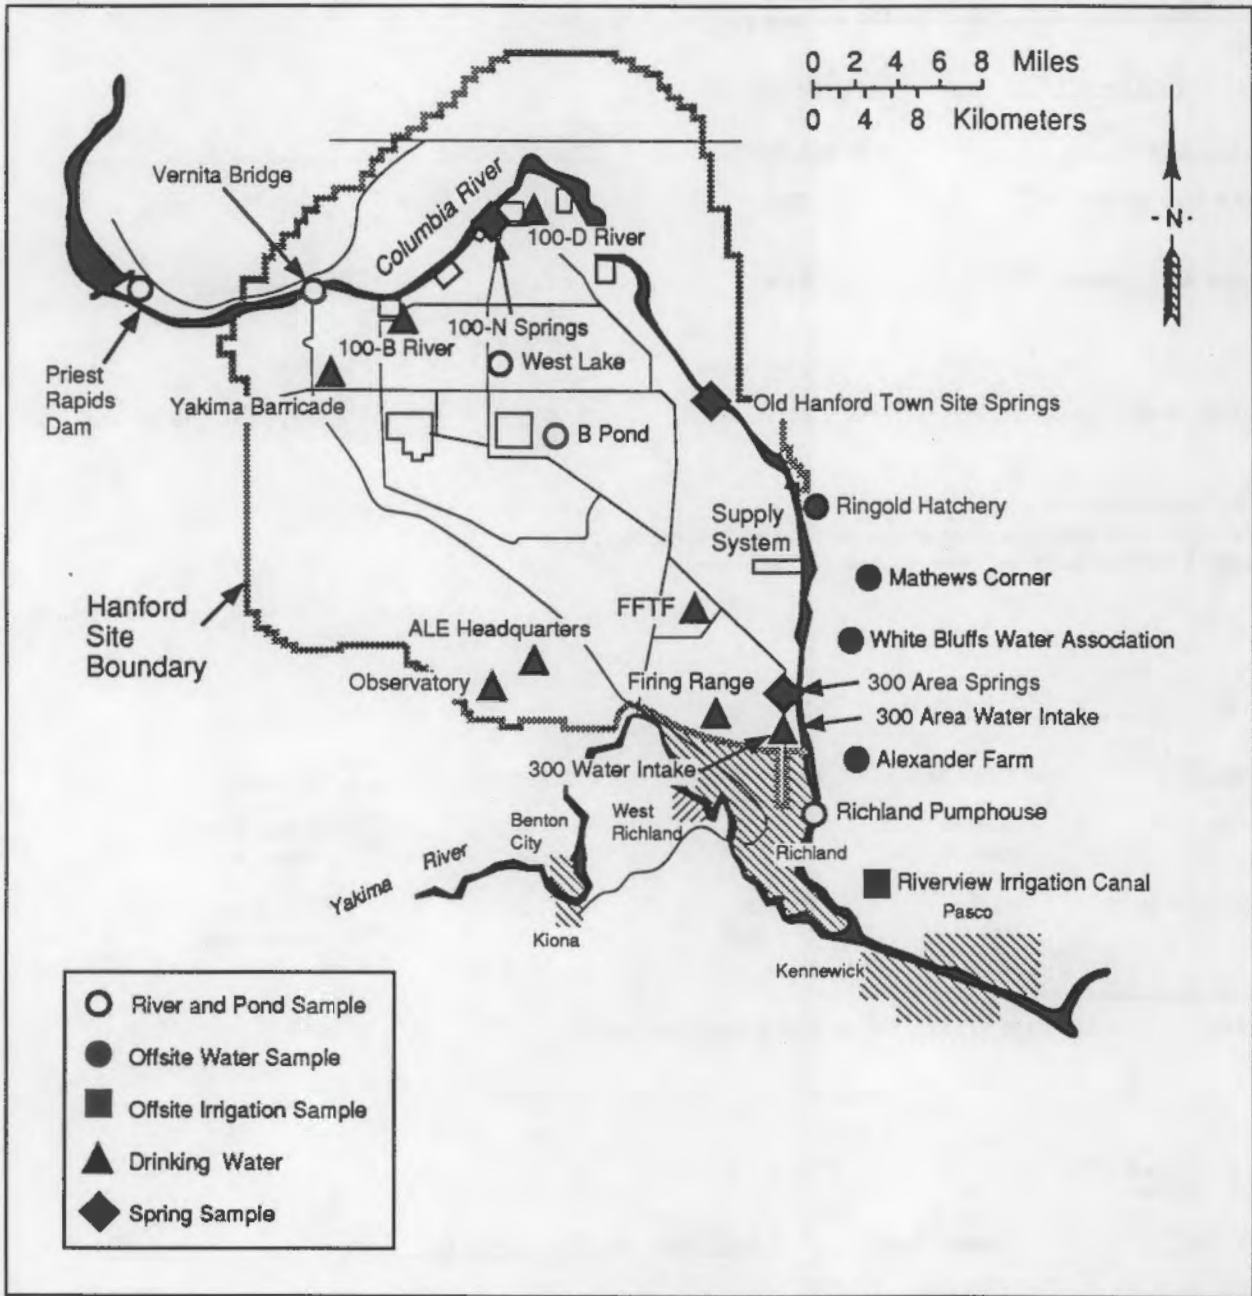 0 2 4 6 8 Miles
0 4 8 Kilometers
N
Vernita Bridge
Columbia River
100-D River
100-N Springs
100-B River
West Lake
Priest
Rapids
Dam
Yakima Barricade
Old Hanford Town Site Springs
B Pond
Ringold Hatchery
Supply
System
Mathews Corner
Hanford
Site
Boundary
FFTF
ALE Headquarters
White Bluffs Water Association
Observatory
Firing Range
300 Area Springs
300 Area Water Intake
300 Water Intake
Alexander Farm
Benton
City
West
Richland
Richland Pumphouse
Richland
Yakima River
Riverview Irrigation Canal
Pasco
Kiona
Kennewick
River and Pond Sample
Offsite Water Sample
Offsite Irrigation Sample
Drinking Water
Spring Sample